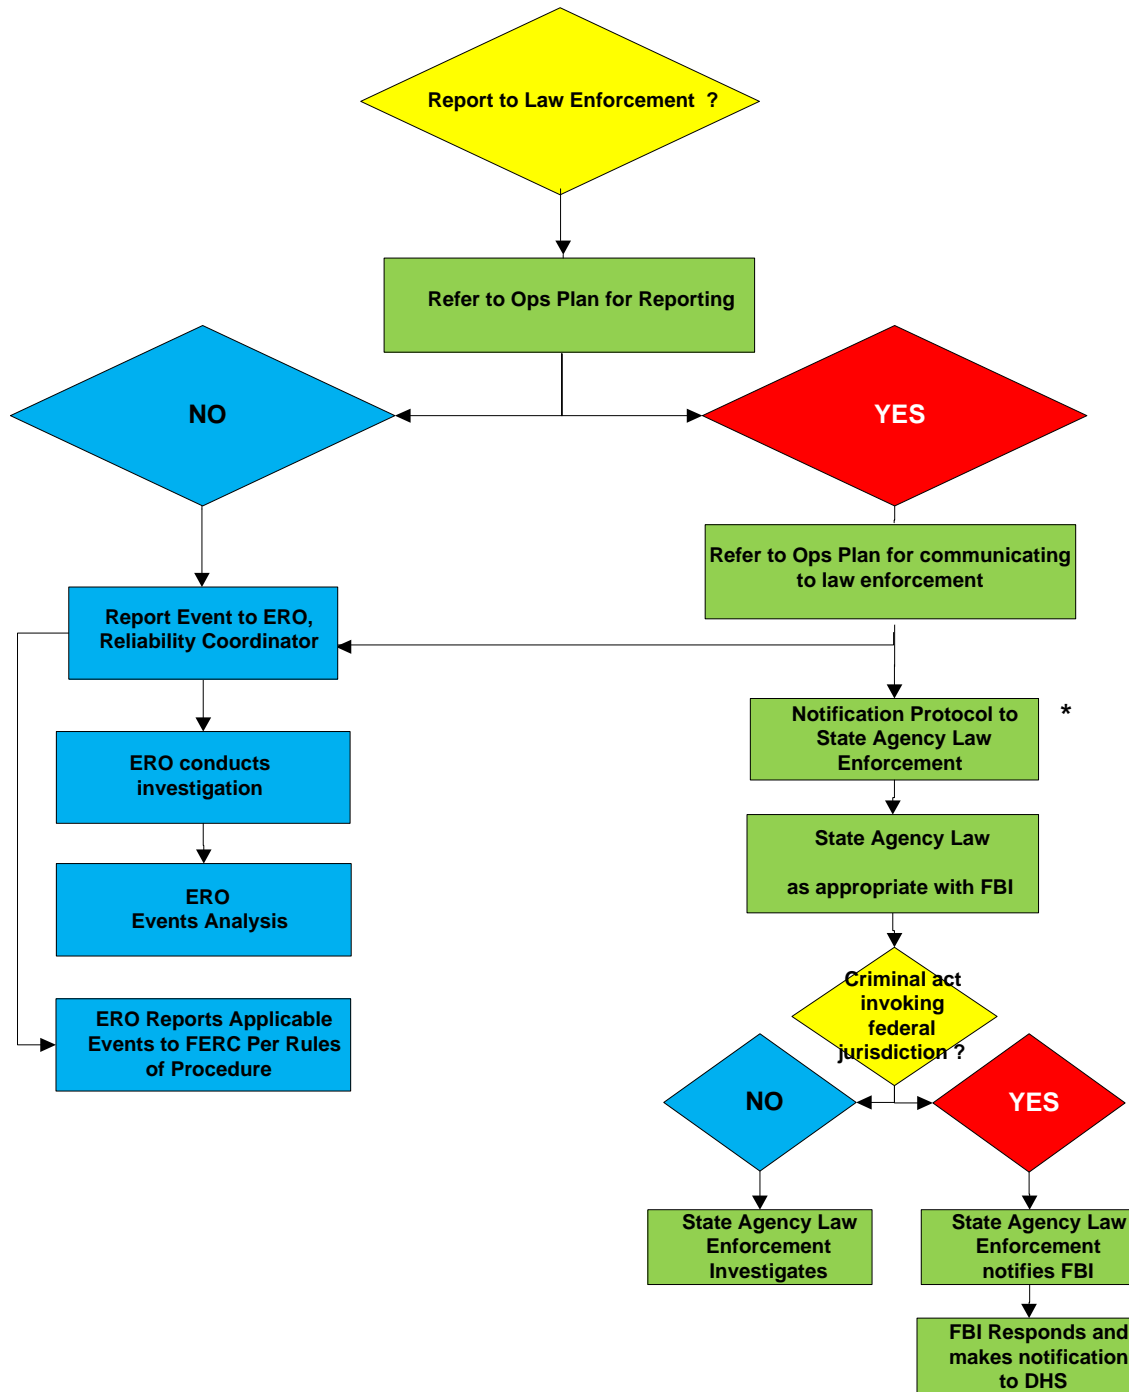 Report to Law Enforcement ?
Refer to Ops Plan for Reporting
NO
YES
Refer to Ops Plan for communicating
to law enforcement
Report Event to ERO,
Reliability Coordinator
Notification Protocol to
State Agency Law
Enforcement
*
ERO conducts
investigation
State Agency Law
as appropriate with FBI
ERO
Events Analysis
Criminal act
invoking
federal
jurisdiction ?
ERO Reports Applicable
Events to FERC Per Rules
of Procedure
NO
YES
State Agency Law
Enforcement
Investigates
State Agency Law
Enforcement
notifies FBI
FBI Responds and
makes notification
to DHS